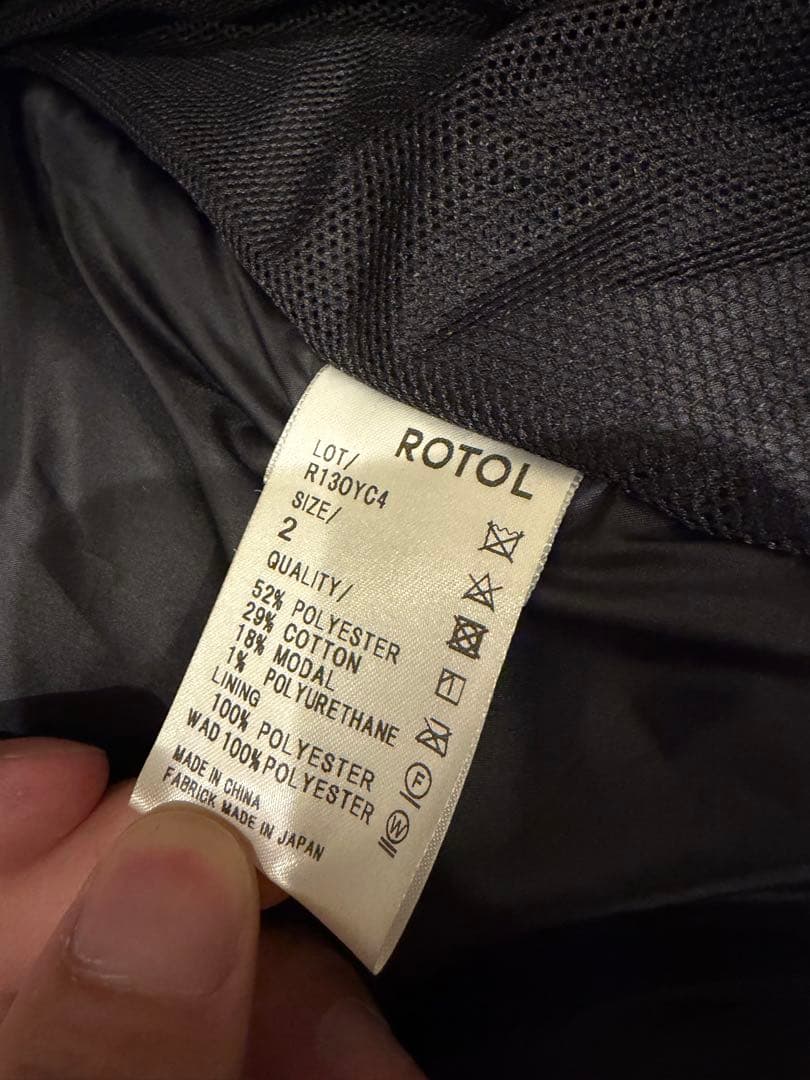 ROTOL
LOT/
R130YC4
SIZE/
2
QUALITY/
52% POLYESTER
29% COTTON
18% MODAL
1% POLYURETHANE
LINING
100% POLYESTER
WAD 100% POLYESTER
MADE IN CHINA
FABRICK MADE IN JAPAN
F
W